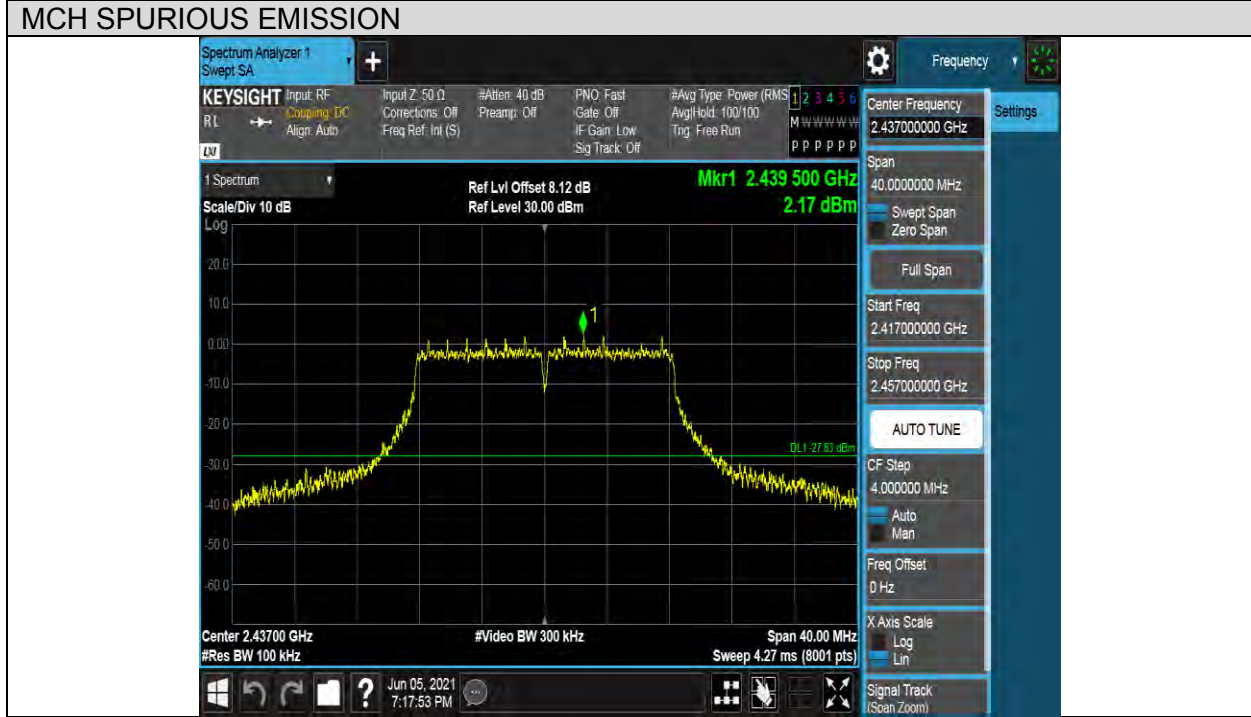 MCH SPURIOUS EMISSION
Spectrum Analyzer 1
Swept SA
+
Frequency
KEYSIGHT
RL
LXI
Input: RF
Coupling: DC
Align: Auto
Input Z: 50 Ω
Corrections: Off
Freq Ref: Int (S)
#Atten: 40 dB
Preamp: Off
PNO: Fast
Gate: Off
IF Gain: Low
Sig Track: Off
#Avg Type: Power (RMS
Avg|Hold: 100/100
Trig: Free Run
1 2 3 4 5 6
M W W W W W
P P P P P P
Center Frequency
2.437000000 GHz
Settings
1 Spectrum
Scale/Div 10 dB
Ref Lvl Offset 8.12 dB
Ref Level 30.00 dBm
Mkr1 2.439 500 GHz
2.17 dBm
Span
40.0000000 MHz
Swept Span
Zero Span
Full Span
Start Freq
2.417000000 GHz
Stop Freq
2.457000000 GHz
AUTO TUNE
CF Step
4.000000 MHz
Auto
Man
Freq Offset
0 Hz
X Axis Scale
Log
Lin
Signal Track
(Span Zoom)
Log
20.0
10.0
0.00
-10.0
-20.0
-30.0
-40.0
-50.0
-60.0
1
DL1 -27.83 dBm
Center 2.43700 GHz
#Res BW 100 kHz
#Video BW 300 kHz
Span 40.00 MHz
Sweep 4.27 ms (8001 pts)
?
Jun 05, 2021
7:17:53 PM